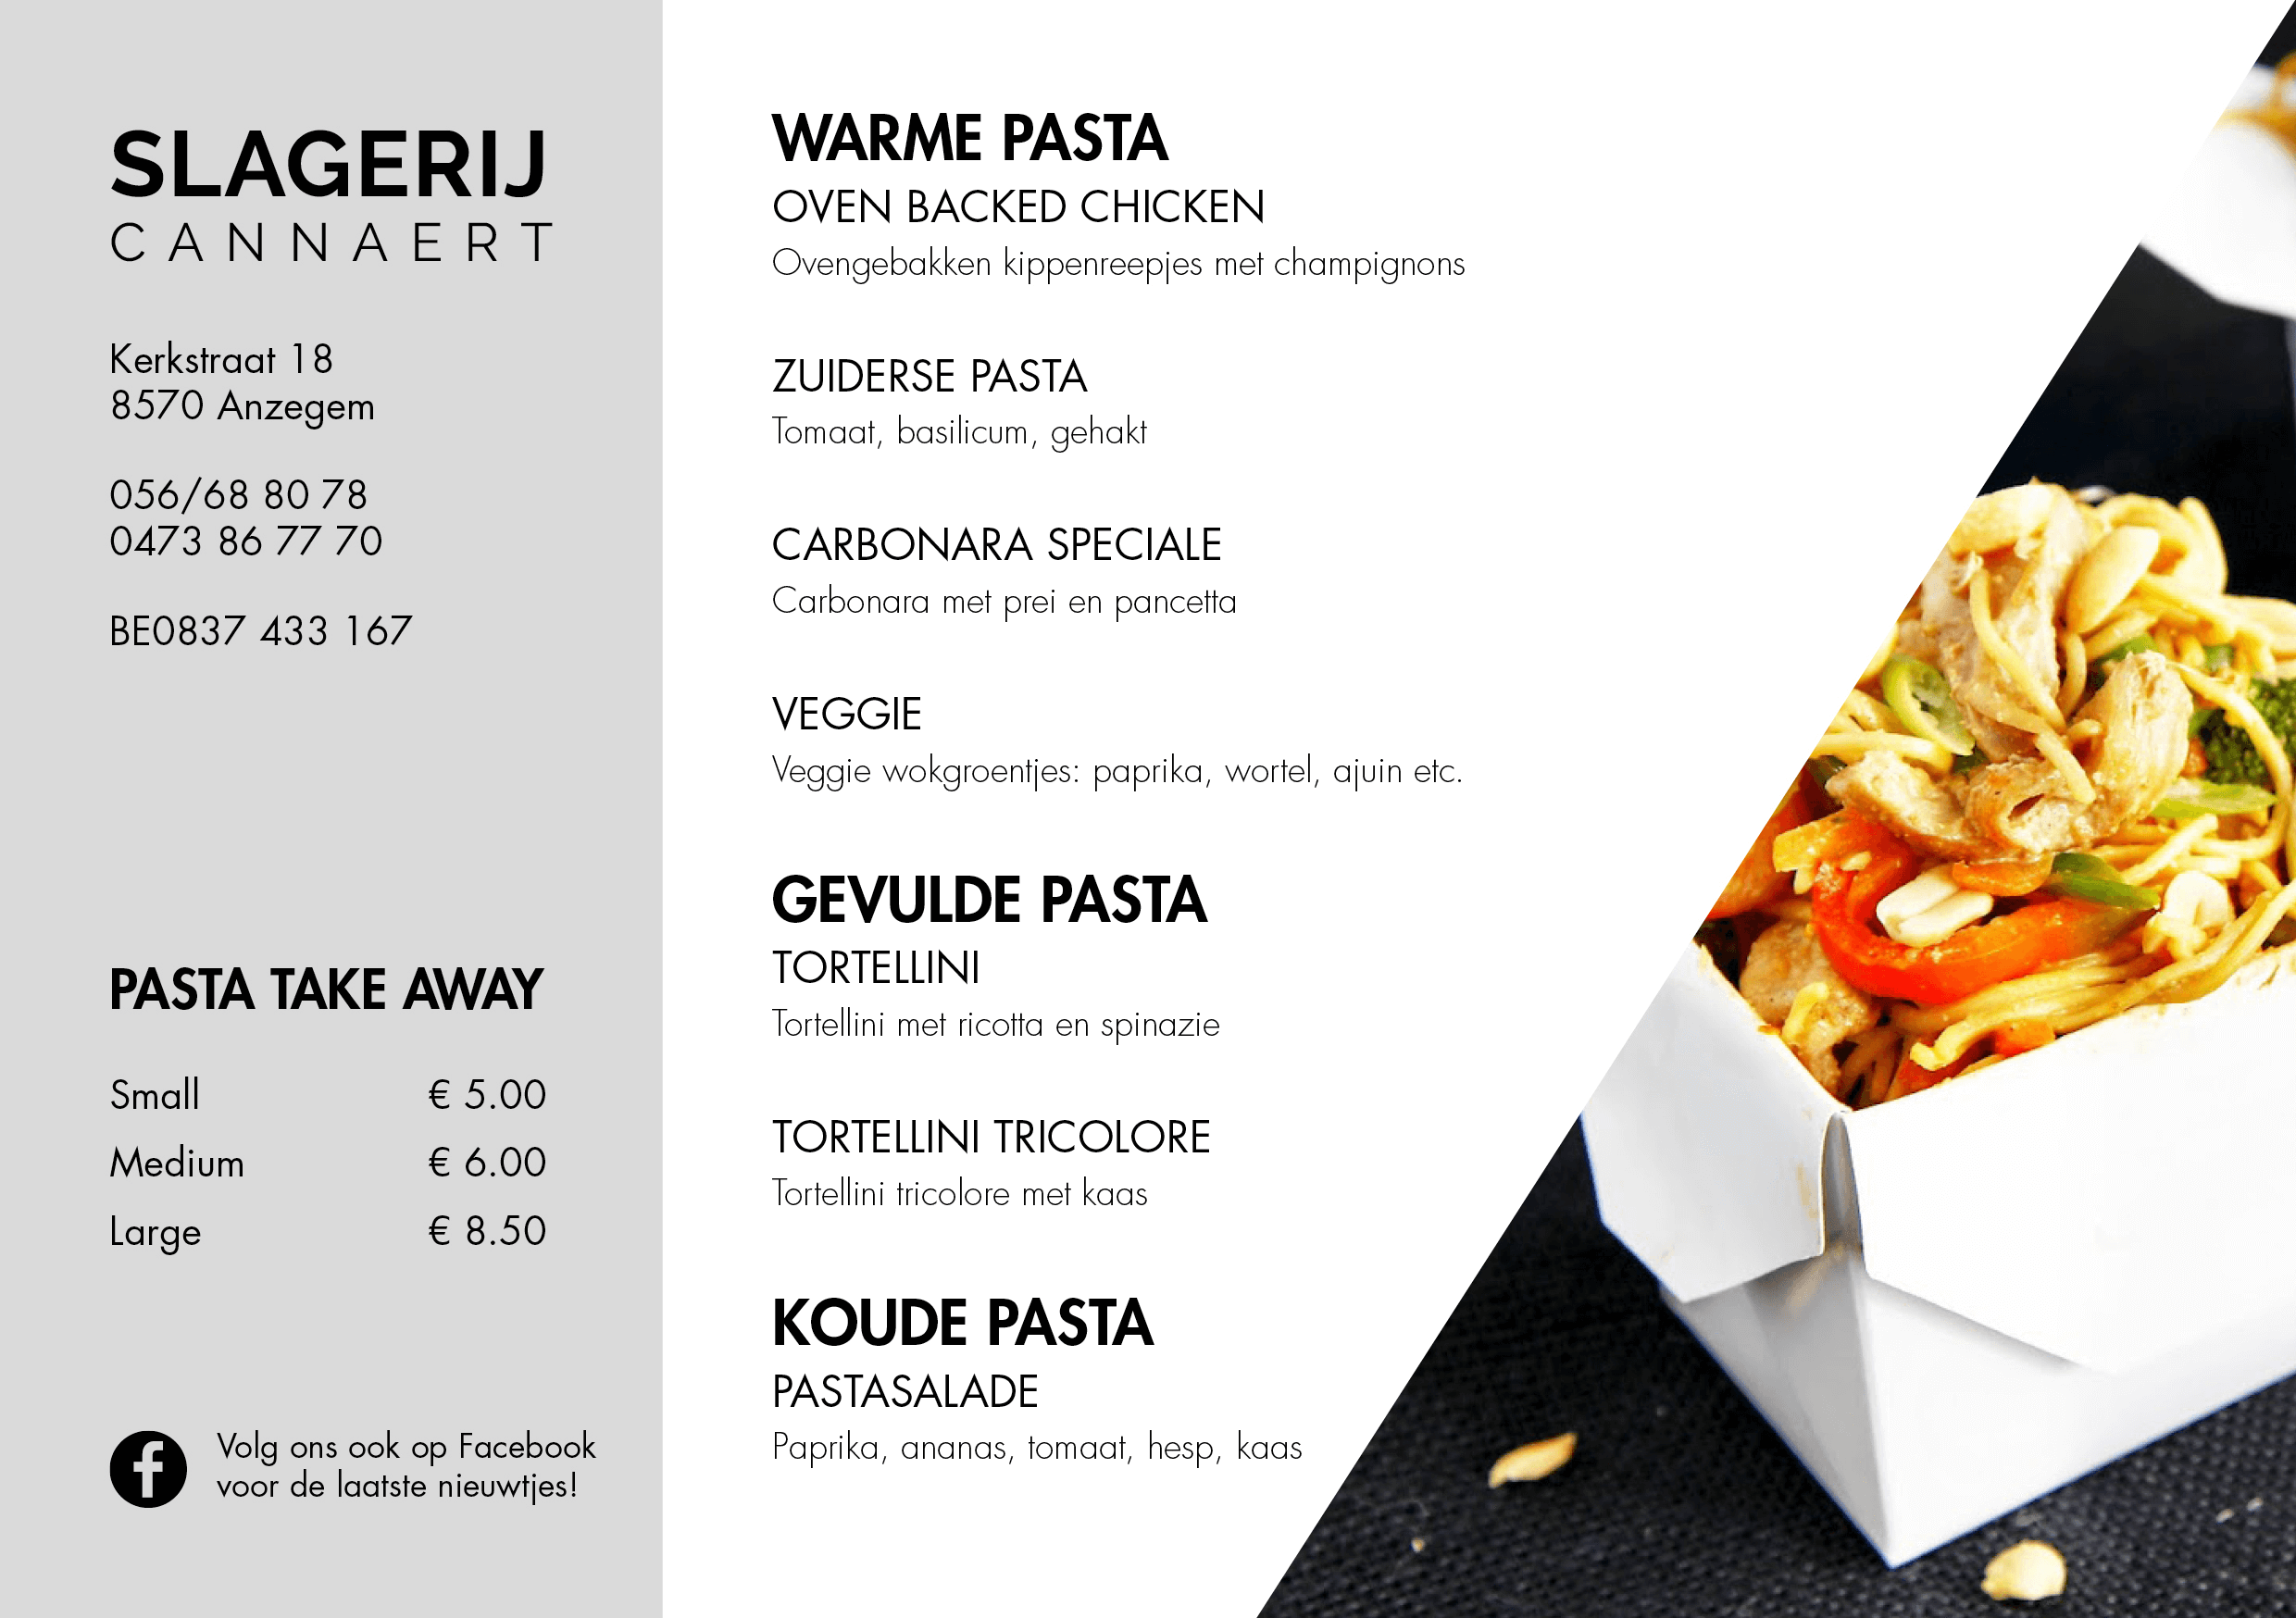 SLAGERIJ
CANNAERT
Kerkstraat 18
8570 Anzegem
056/68 80 78
0473 86 77 70
BE0837 433 167
PASTA TAKE AWAY
Small € 5.00
Medium € 6.00
Large € 8.50
Volg ons ook op Facebook
voor de laatste nieuwtjes!
WARME PASTA
OVEN BACKED CHICKEN
Ovengebakken kippenreepjes met champignons
ZUIDERSE PASTA
Tomaat, basilicum, gehakt
CARBONARA SPECIALE
Carbonara met prei en pancetta
VEGGIE
Veggie wokgroentjes: paprika, wortel, ajuin etc.
GEVULDE PASTA
TORTELLINI
Tortellini met ricotta en spinazie
TORTELLINI TRICOLORE
Tortellini tricolore met kaas
KOUDE PASTA
PASTASALADE
Paprika, ananas, tomaat, hesp, kaas